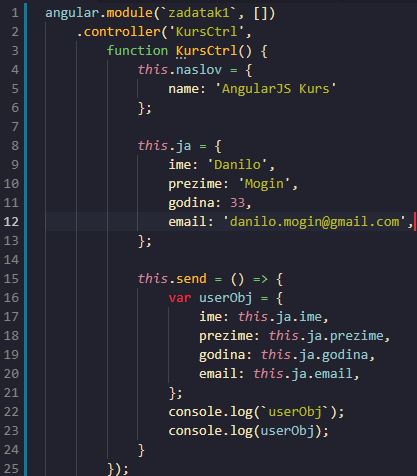 1 angular.module(`zadatak1`, [])
2 .controller('KursCtrl',
3 function KursCtrl() {
4 this.naslov = {
5 name: 'AngularJS Kurs'
6 };
7
8 this.ja = {
9 ime: 'Danilo',
10 prezime: 'Mogin',
11 godina: 33,
12 email: 'danilo.mogin@gmail.com',
13 };
14
15 this.send = () => {
16 var userObj = {
17 ime: this.ja.ime,
18 prezime: this.ja.prezime,
19 godina: this.ja.godina,
20 email: this.ja.email,
21 };
22 console.log(`userObj`);
23 console.log(userObj);
24 }
25 });